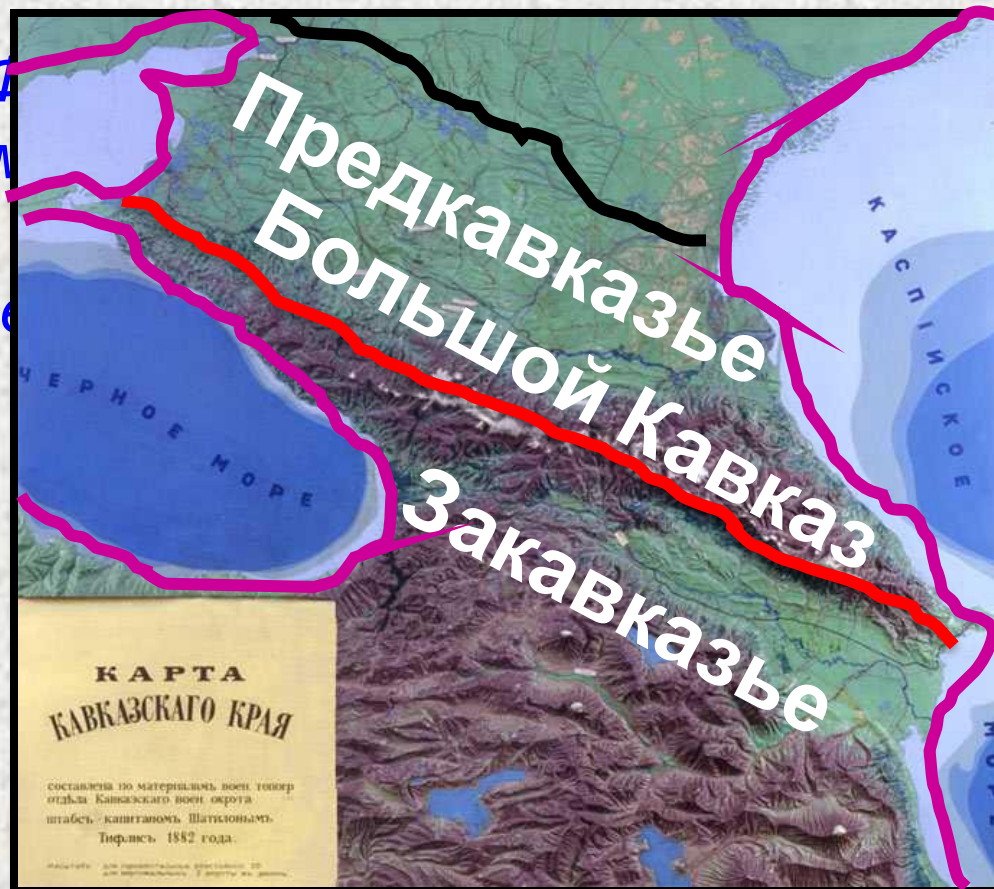 Предкавказье
Большой Кавказ
Закавказье
КАСПІЙСКОЕ
ЧЕРНОЕ МОРЕ
КАРТА
КАВКАЗСКАГО КРАЯ
составлена по материаламъ воен топогр
отдѣла Кавказскаго воен округа
штабсъ-капитаномъ Шатиловымъ
Тифлисъ 1882 года.